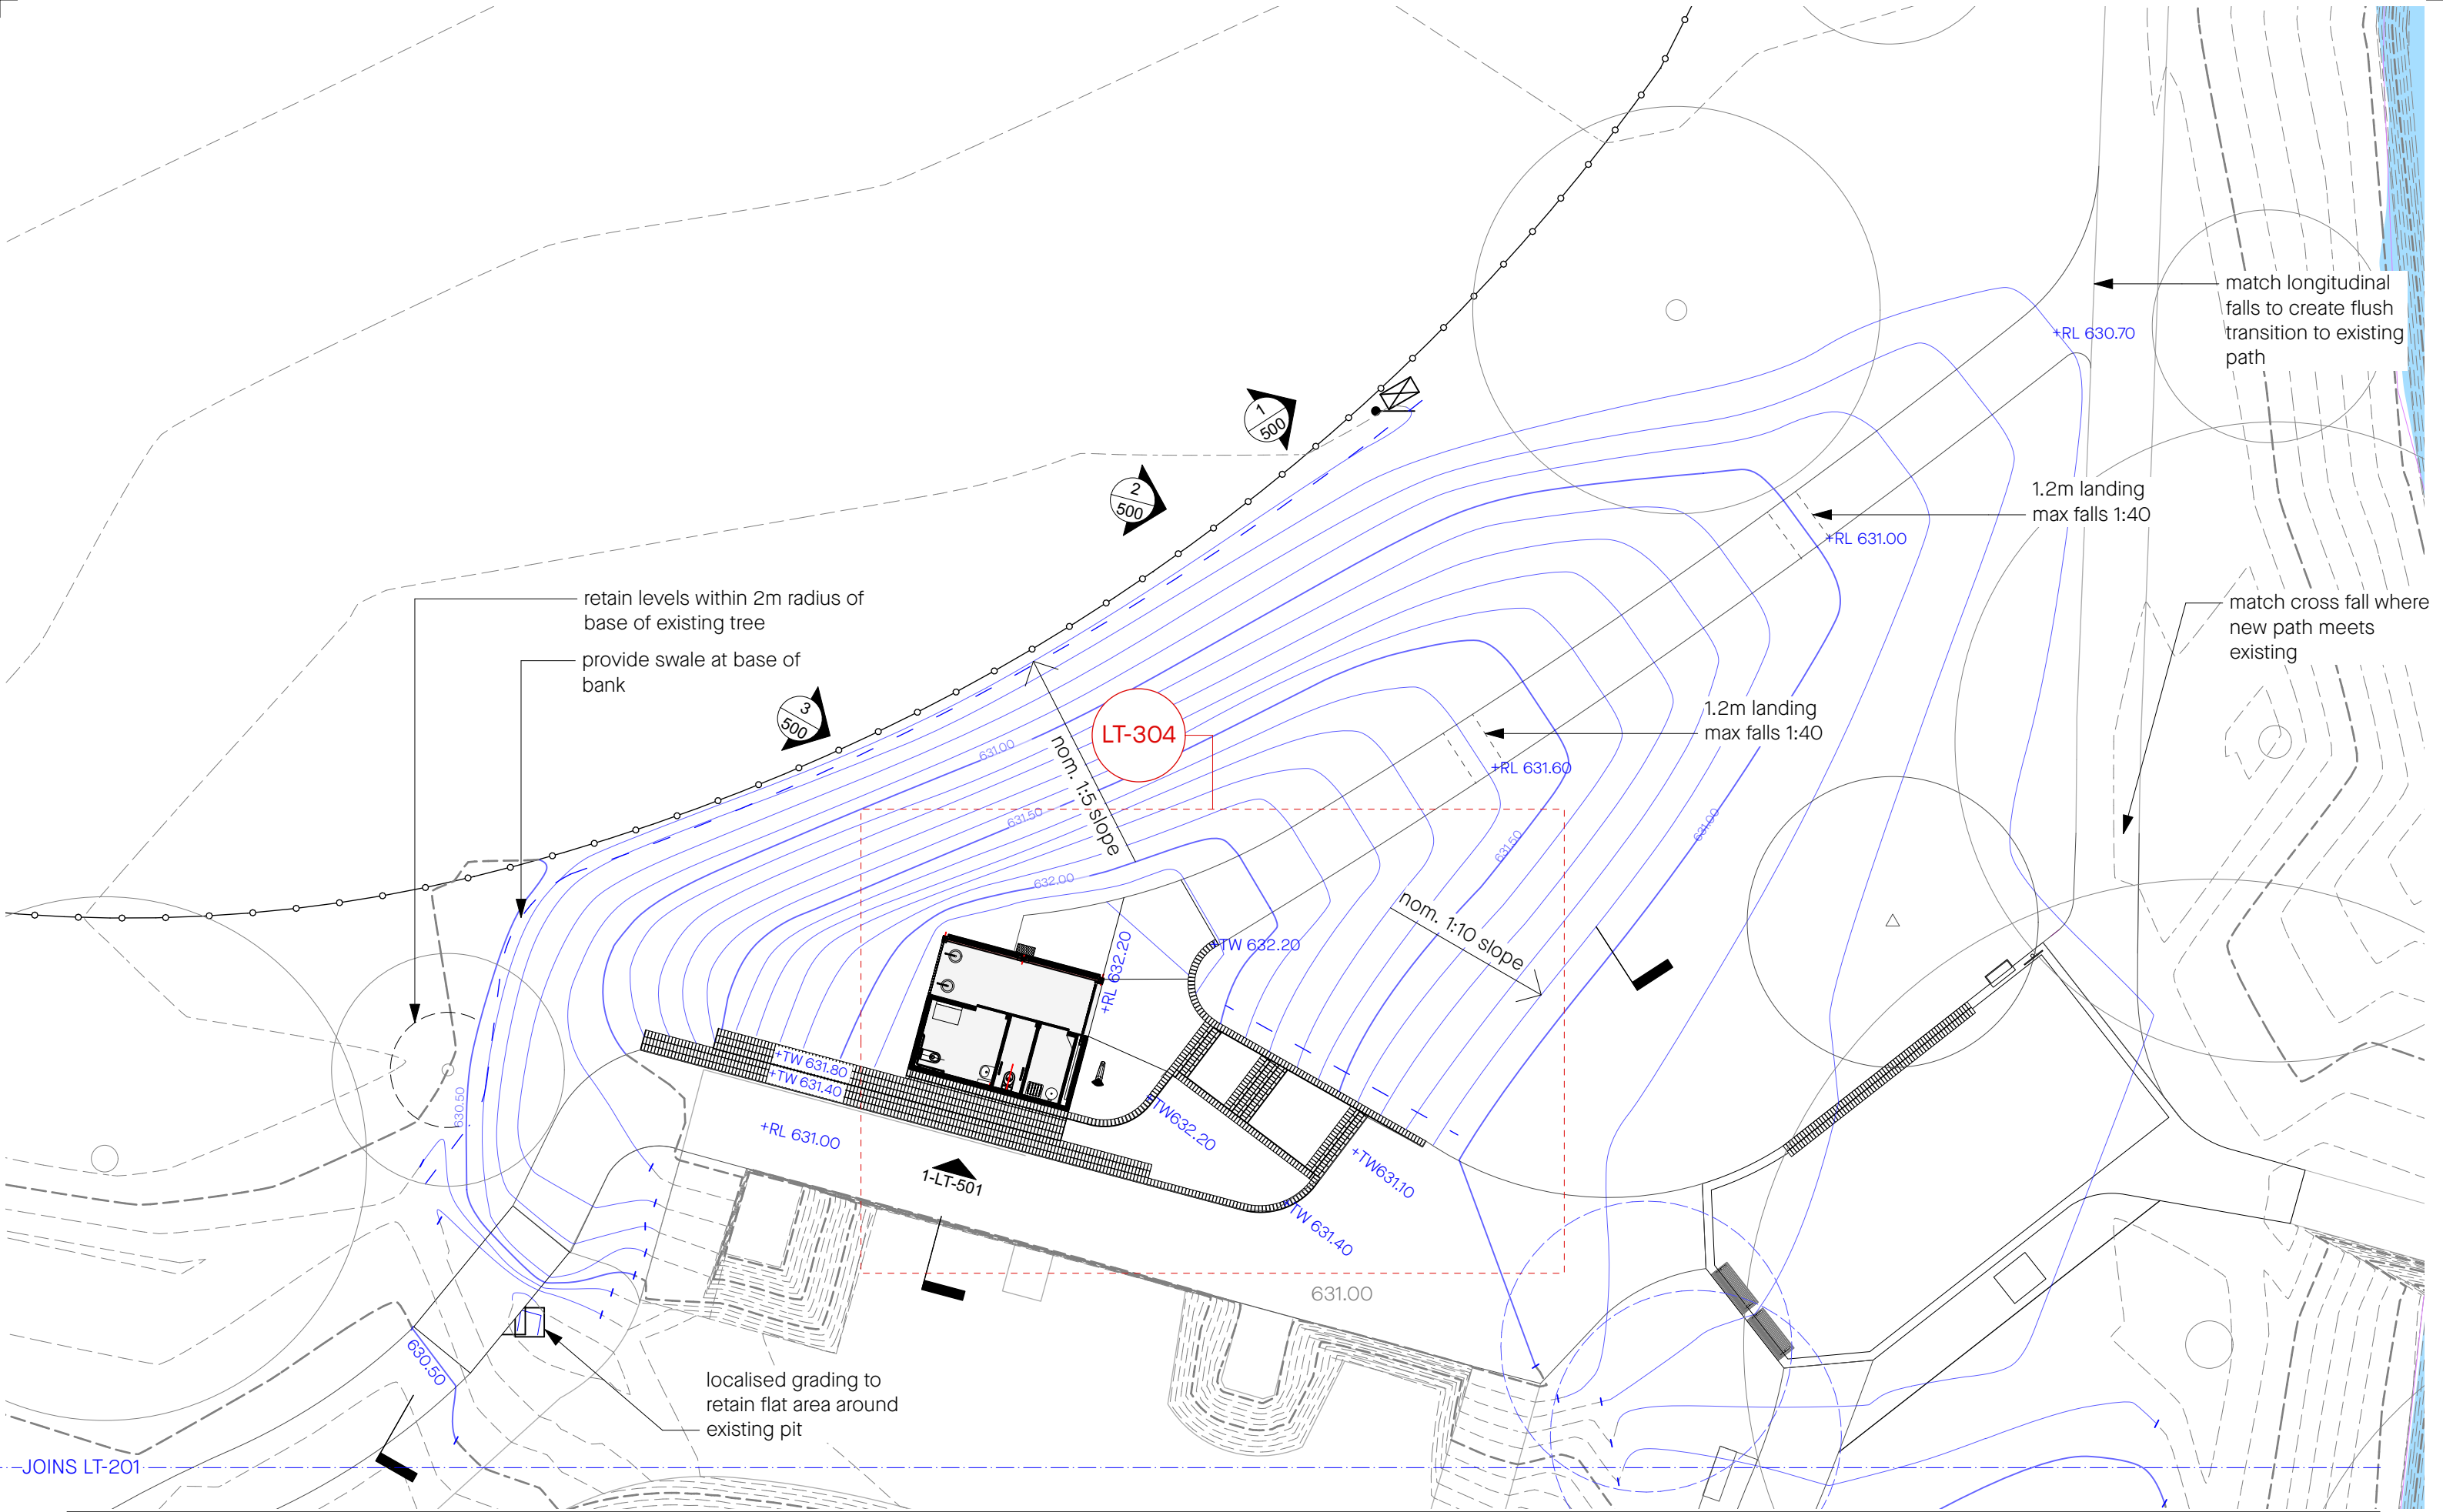 match longitudinal
falls to create flush
transition to existing
path
+RL 630.70
1
500
2
500
1.2m landing
max falls 1:40
+RL 631.00
retain levels within 2m radius of
base of existing tree
match cross fall where
new path meets
existing
provide swale at base of
bank
3
500
LT-304
1.2m landing
max falls 1:40
631.00
nom. 1:5 slope
+RL 631.60
631.50
631.50
631.00
632.00
nom. 1:10 slope
+TW 632.20
+RL 632.20
+TW 631.80
+TW 631.40
630.50
+TW632.20
+RL 631.00
+TW631.10
1-LT-501
+TW 631.40
631.00
630.50
localised grading to
retain flat area around
existing pit
JOINS LT-201